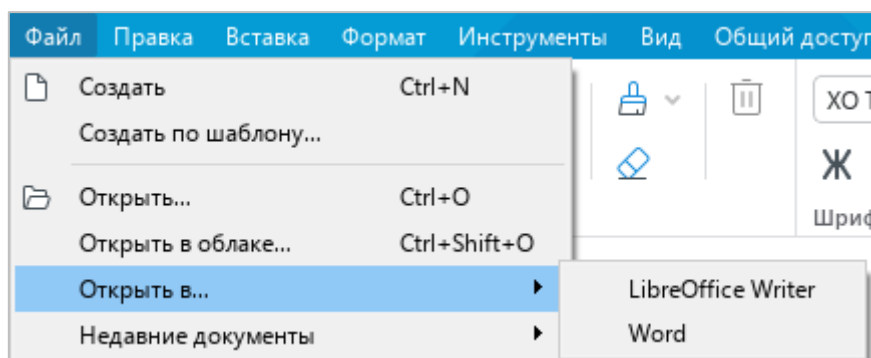 Файл Правка Вставка Формат Инструменты Вид Общий доступ
Создать Ctrl+N
Создать по шаблону...
Открыть... Ctrl+O
Открыть в облаке... Ctrl+Shift+O
Открыть в...
LibreOffice Writer
Недавние документы
Word
XO
Ж